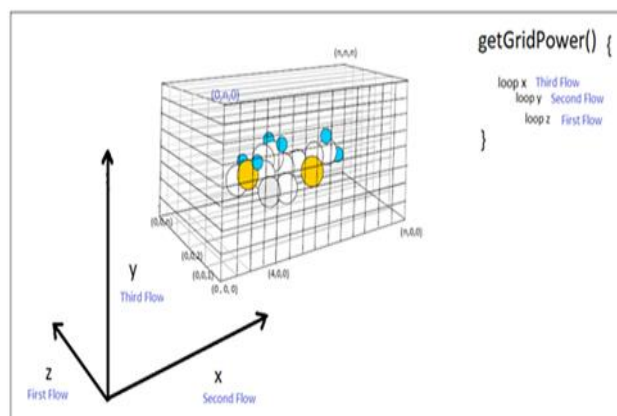 getGridPower() {
loop x Third Flow
loop y Second Flow
loop z First Flow
}
(n,n,n)
(0,n,0)
(0,0,n)
(n,0,0)
(0,0,2)
(0,0,1)
(4,0,0)
(0, 0, 0)
y
Third Flow
z
First Flow
x
Second Flow